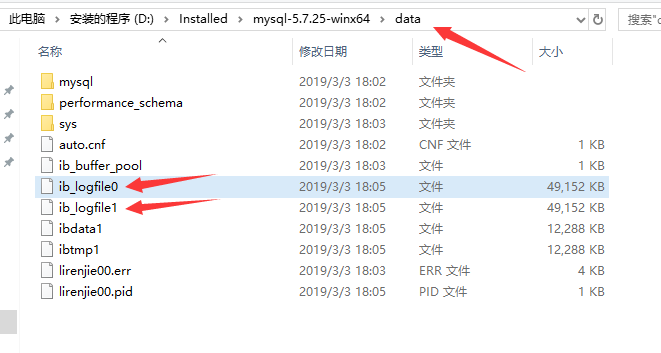 此电脑 › 安装的程序 (D:) › Installed › mysql-5.7.25-winx64 › data 搜索"d
名称 修改日期 类型 大小
mysql 2019/3/3 18:02 文件夹
performance_schema 2019/3/3 18:02 文件夹
sys 2019/3/3 18:03 文件夹
auto.cnf 2019/3/3 18:02 CNF 文件 1 KB
ib_buffer_pool 2019/3/3 18:03 文件 1 KB
ib_logfile0 2019/3/3 18:05 文件 49,152 KB
ib_logfile1 2019/3/3 18:05 文件 49,152 KB
ibdata1 2019/3/3 18:05 文件 12,288 KB
ibtmp1 2019/3/3 18:05 文件 12,288 KB
lirenjie00.err 2019/3/3 18:05 ERR 文件 4 KB
lirenjie00.pid 2019/3/3 18:05 PID 文件 1 KB